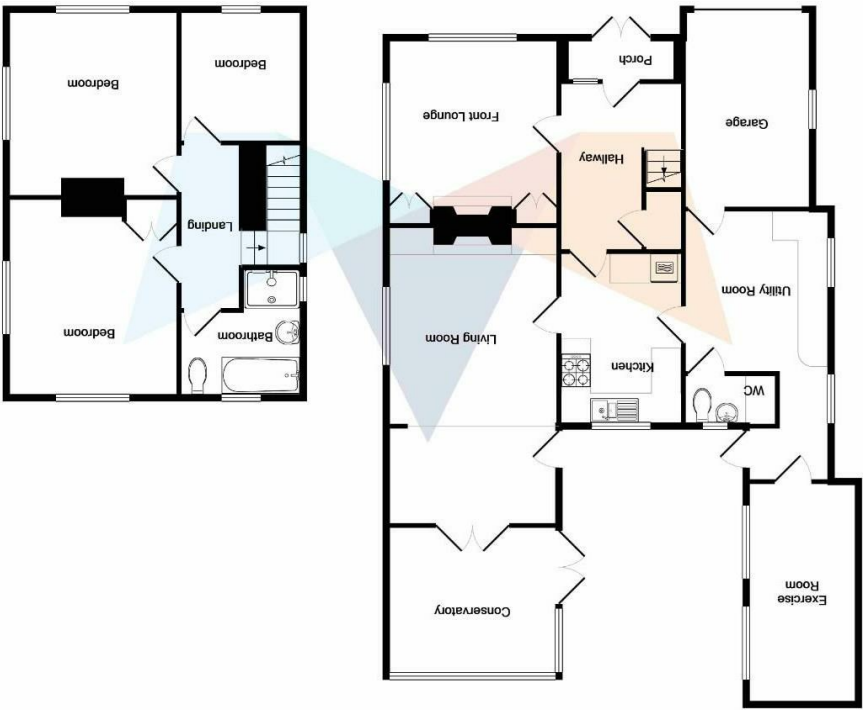 Exercise
Room
Conservatory
WC
Kitchen
Utility Room
Living Room
Hallway
Garage
Front Lounge
Porch
Bathroom
Bedroom
Landing
Bedroom
Bedroom